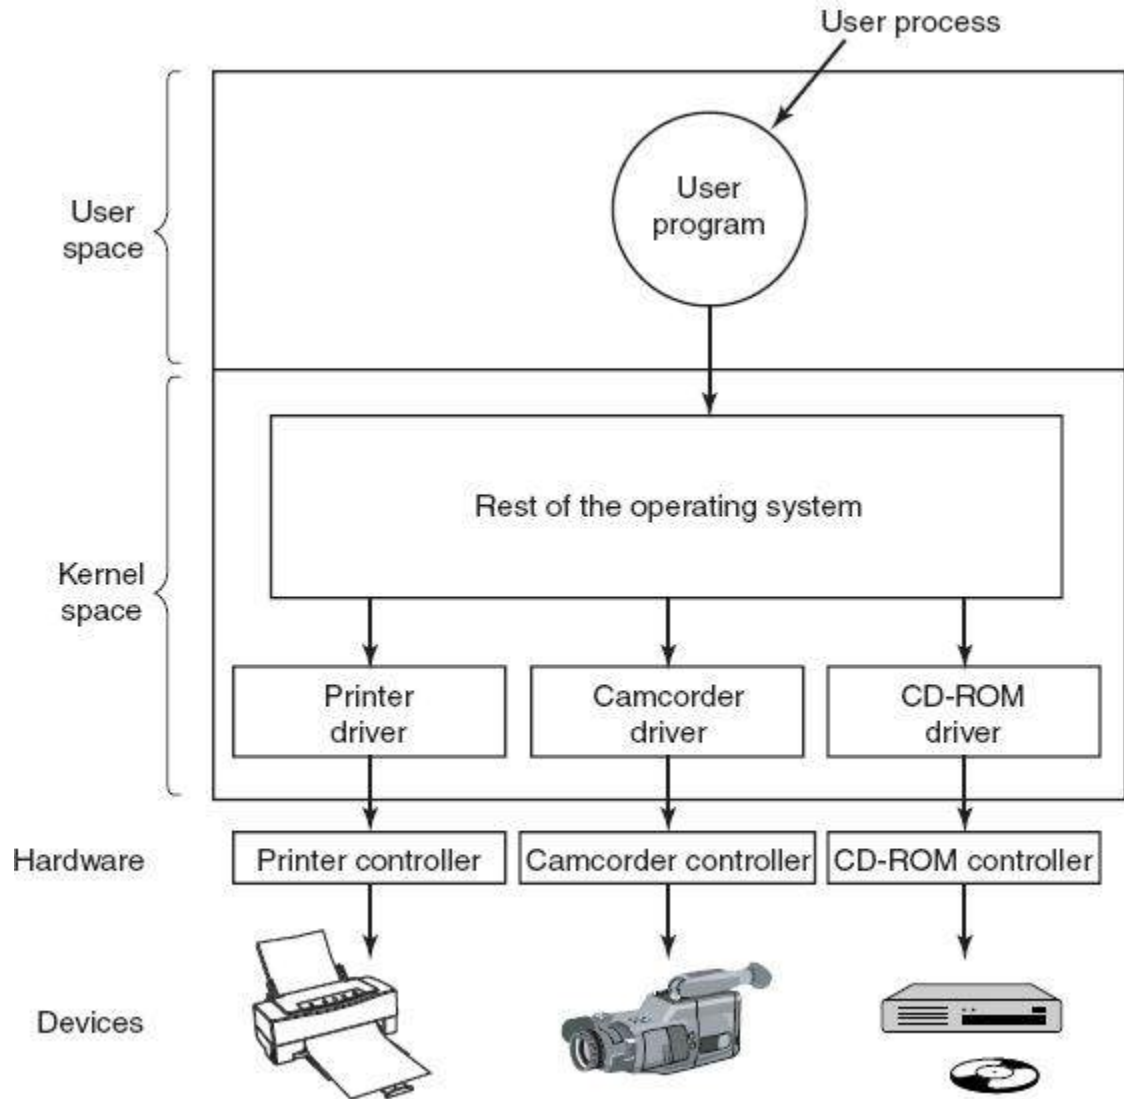 User process
User
program
User
space
Rest of the operating system
Kernel
space
Printer
driver
Camcorder
driver
CD-ROM
driver
Hardware
Printer controller
Camcorder controller
CD-ROM controller
Devices